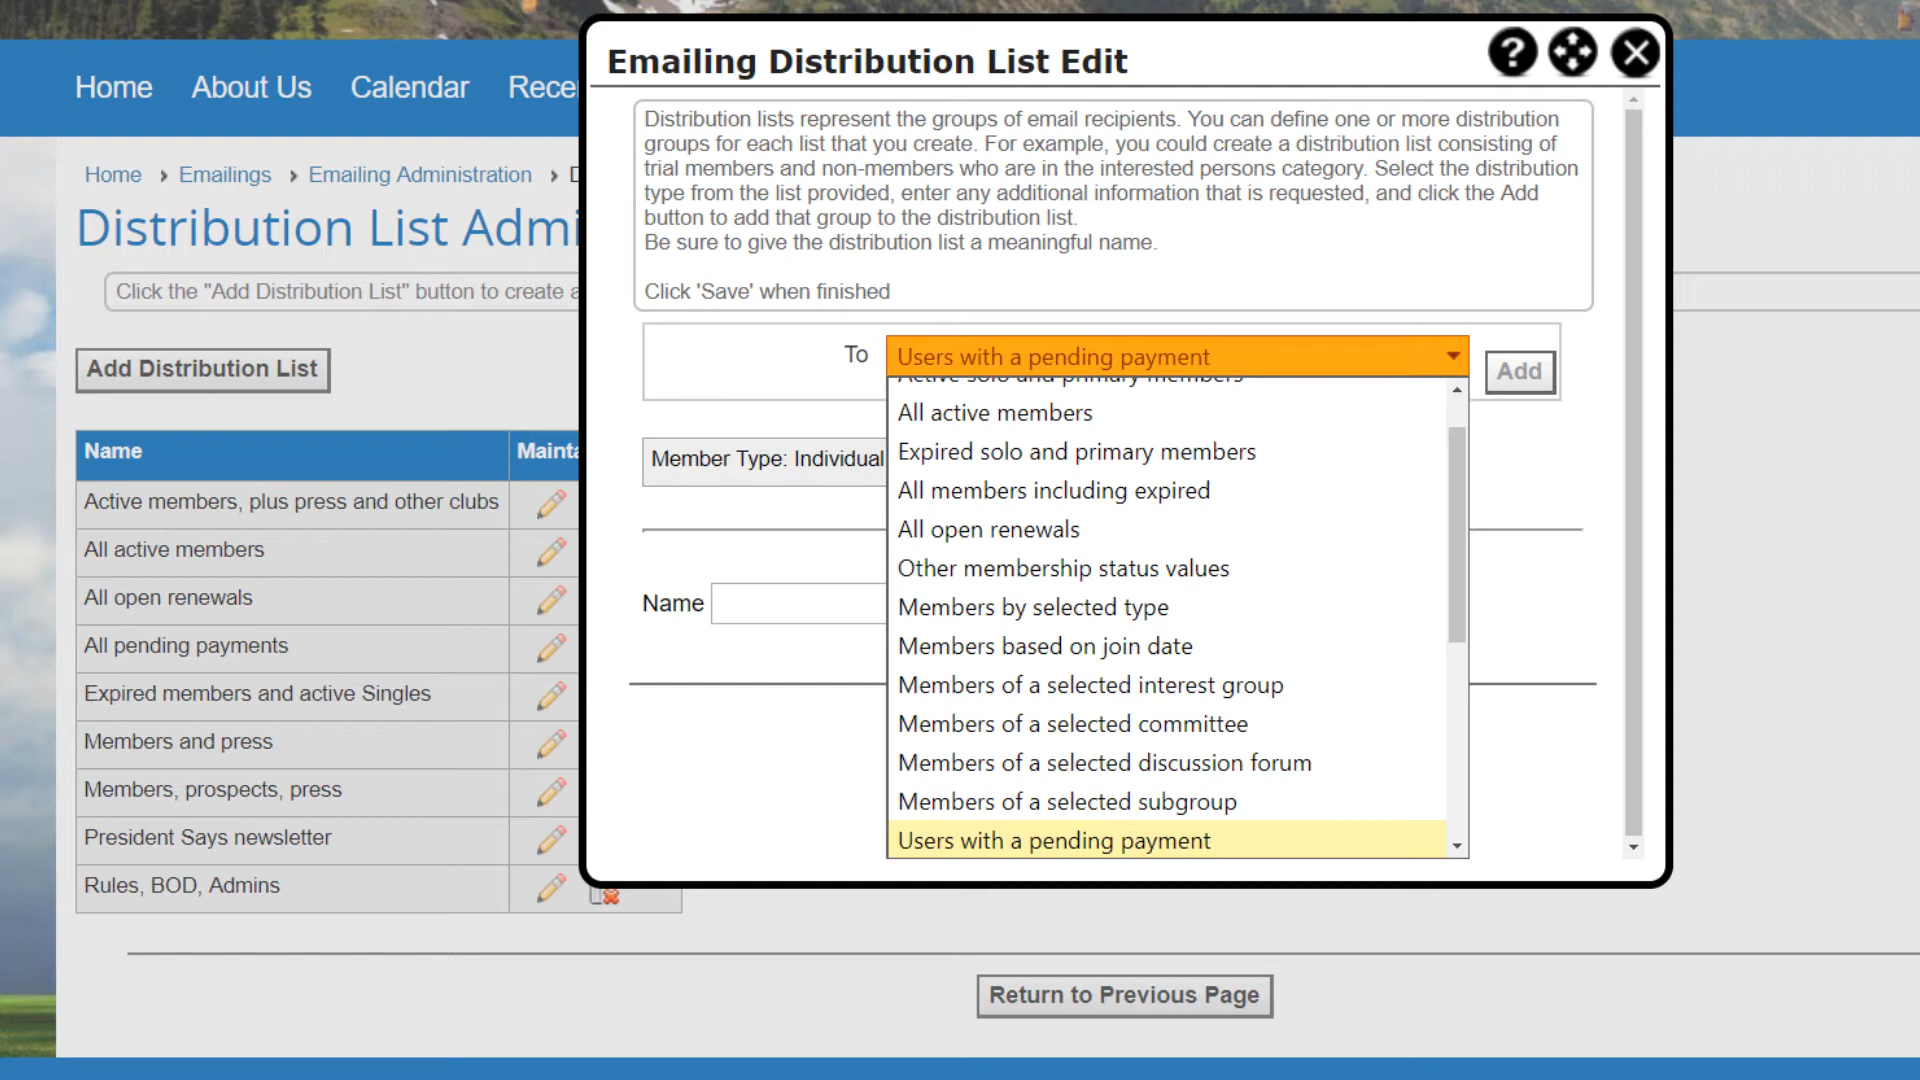 Home About Us Calendar Rece
Home › Emailings › Emailing Administration › D
Distribution List Admi
Click the "Add Distribution List" button to create a
Add Distribution List
Name Mainta
Active members, plus press and other clubs
All active members
All open renewals
All pending payments
Expired members and active Singles
Members and press
Members, prospects, press
President Says newsletter
Rules, BOD, Admins
Emailing Distribution List Edit
Distribution lists represent the groups of email recipients. You can define one or more distribution
groups for each list that you create. For example, you could create a distribution list consisting of
trial members and non-members who are in the interested persons category. Select the distribution
type from the list provided, enter any additional information that is requested, and click the Add
button to add that group to the distribution list.
Be sure to give the distribution list a meaningful name.
Click 'Save' when finished
To Users with a pending payment Add
Active solo and primary members
All active members
Expired solo and primary members
All members including expired
All open renewals
Other membership status values
Members by selected type
Members based on join date
Members of a selected interest group
Members of a selected committee
Members of a selected discussion forum
Members of a selected subgroup
Users with a pending payment
Member Type: Individual
Name
Return to Previous Page